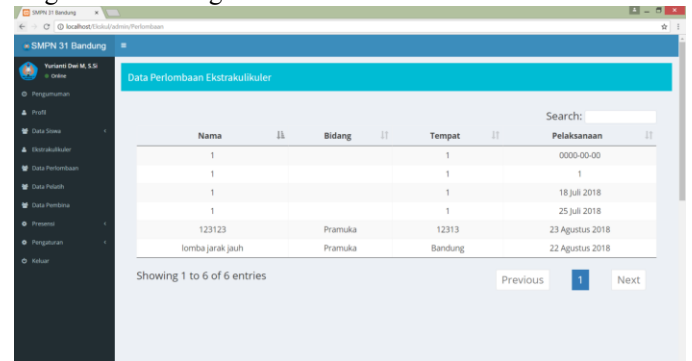 SMPN 31 Bandung
localhost/Ekskul/admin/Perlombaan
SMPN 31 Bandung
Yurianti Dwi M, S.Si
Online
Pengumuman
Profil
Data Siswa
Ekstrakulikuler
Data Perlombaan
Data Pelatih
Data Pembina
Presensi
Pengaturan
Keluar
Data Perlombaan Ekstrakulikuler
Search:
Nama Bidang Tempat Pelaksanaan
1 1 0000-00-00
1 1 1
1 1 18 Juli 2018
1 1 25 Juli 2018
123123 Pramuka 12313 23 Agustus 2018
lomba jarak jauh Pramuka Bandung 22 Agustus 2018
Showing 1 to 6 of 6 entries
Previous 1 Next